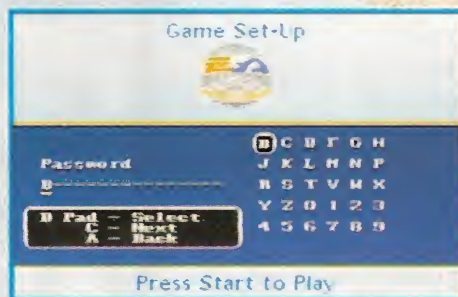 Game Set-Up
EA
B C D F G H
J K L M N P
R S T V W X
Y Z 0 1 2 3
4 5 6 7 8 9
Password
B
D Pad - Select
C - Next
A - Back
Press Start to Play